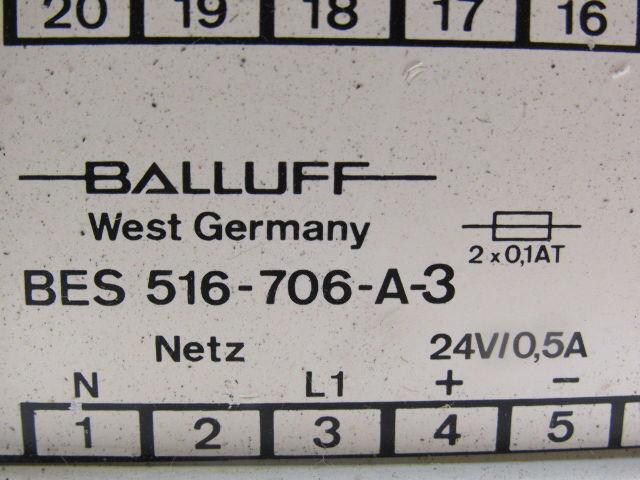 20 19 18 17 16
BALLUFF
West Germany
2 x 0,1AT
BES 516-706-A-3
Netz 24V/0,5A
N L1 + −
1 2 3 4 5